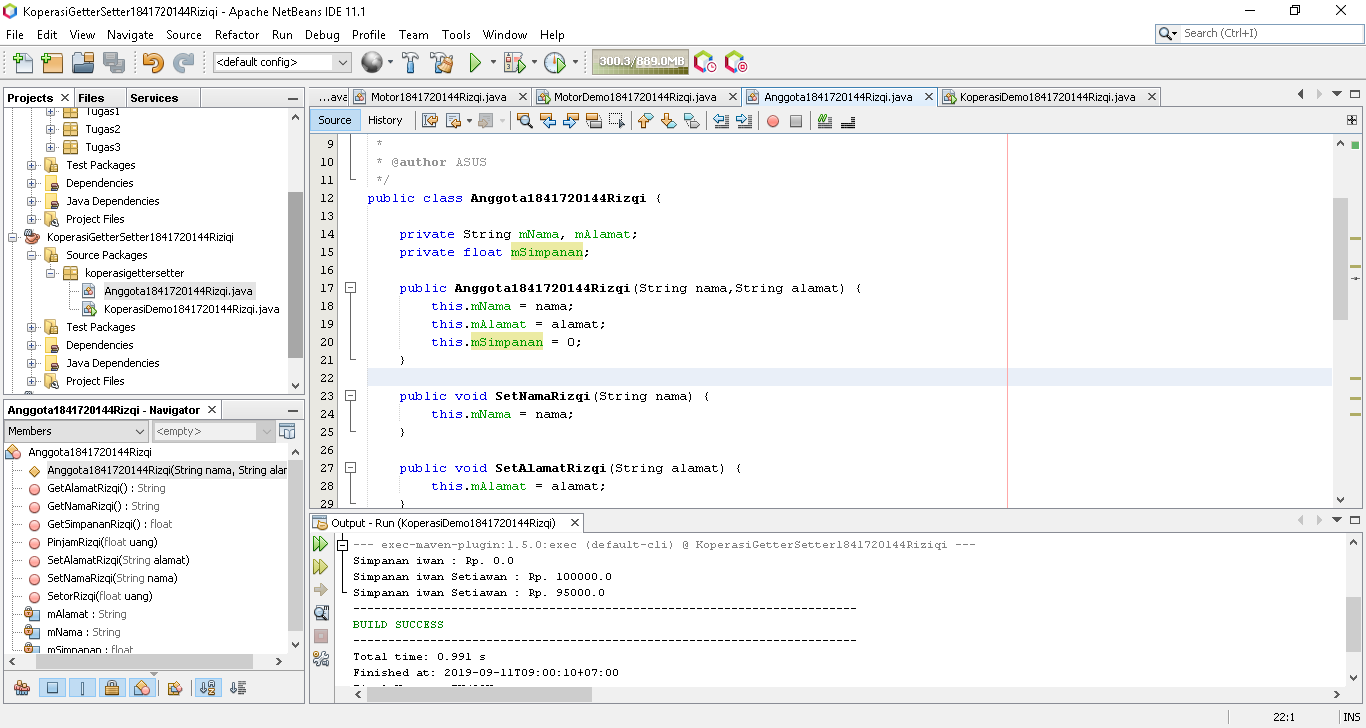 KoperasiGetterSetter1841720144Riziqi - Apache NetBeans IDE 11.1
File Edit View Navigate Source Refactor Run Debug Profile Team Tools Window Help
Search (Ctrl+I)
<default config>
300.3/889.0MB
Projects Files Services
Tugas1
Tugas2
Tugas3
Test Packages
Dependencies
Java Dependencies
Project Files
KoperasiGetterSetter1841720144Riziqi
Source Packages
koperasigettersetter
Anggota1841720144Rizqi.java
KoperasiDemo1841720144Rizqi.java
Test Packages
Dependencies
Java Dependencies
Project Files
Anggota1841720144Rizqi - Navigator
Members
<empty>
Anggota1841720144Rizqi
Anggota1841720144Rizqi(String nama, String alar
GetAlamatRizqi() : String
GetNamaRizqi() : String
GetSimpananRizqi() : float
PinjamRizqi(float uang)
SetAlamatRizqi(String alamat)
SetNamaRizqi(String nama)
SetorRizqi(float uang)
mAlamat : String
mNama : String
mSimpanan : float
...ava Motor1841720144Rizqi.java MotorDemo1841720144Rizqi.java Anggota1841720144Rizqi.java KoperasiDemo1841720144Rizqi.java
Source History
9 *
10 * @author ASUS
11 */
12 public class Anggota1841720144Rizqi {
13
14 private String mNama, mAlamat;
15 private float mSimpanan;
16
17 public Anggota1841720144Rizqi(String nama,String alamat) {
18 this.mNama = nama;
19 this.mAlamat = alamat;
20 this.mSimpanan = 0;
21 }
22
23 public void SetNamaRizqi(String nama) {
24 this.mNama = nama;
25 }
26
27 public void SetAlamatRizqi(String alamat) {
28 this.mAlamat = alamat;
29 }
Output - Run (KoperasiDemo1841720144Rizqi)
--- exec-maven-plugin:1.5.0:exec (default-cli) @ KoperasiGetterSetter1841720144Riziqi ---
Simpanan iwan : Rp. 0.0
Simpanan iwan Setiawan : Rp. 100000.0
Simpanan iwan Setiawan : Rp. 95000.0
------------------------------------------------------------------------
BUILD SUCCESS
------------------------------------------------------------------------
Total time: 0.991 s
Finished at: 2019-09-11T09:00:10+07:00
22:1 INS